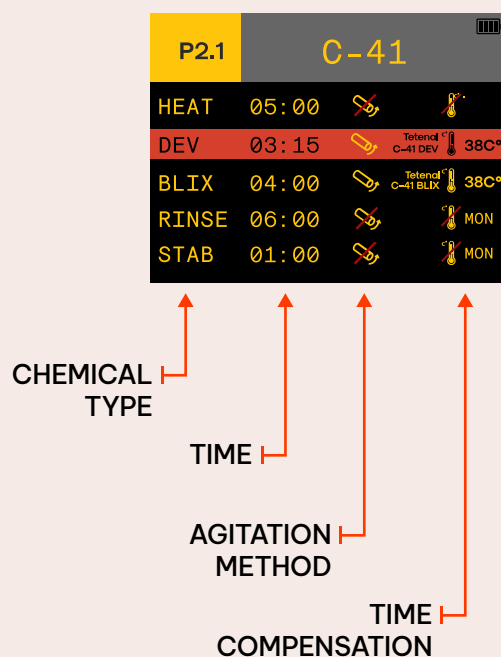 P2.1 C-41
HEAT 05:00 C°
DEV 03:15 Tetenal C-41 DEV C° 38C°
BLIX 04:00 Tetenal C-41 BLIX C° 38C°
RINSE 06:00 C° MON
STAB 01:00 C° MON
CHEMICAL
TYPE
TIME
AGITATION
METHOD
TIME
COMPENSATION